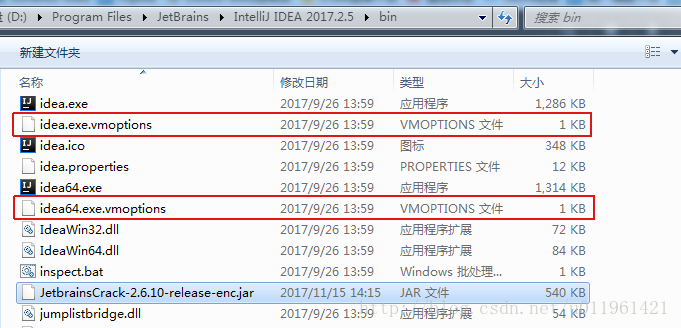 (D:) ▸ Program Files ▸ JetBrains ▸ IntelliJ IDEA 2017.2.5 ▸ bin 搜索 bin
新建文件夹
名称 修改日期 类型 大小
idea.exe 2017/9/26 13:59 应用程序 1,286 KB
idea.exe.vmoptions 2017/9/26 13:59 VMOPTIONS 文件 1 KB
idea.ico 2017/9/26 13:59 图标 348 KB
idea.properties 2017/9/26 13:59 PROPERTIES 文件 12 KB
idea64.exe 2017/9/26 13:59 应用程序 1,314 KB
idea64.exe.vmoptions 2017/9/26 13:59 VMOPTIONS 文件 1 KB
IdeaWin32.dll 2017/9/26 13:59 应用程序扩展 72 KB
IdeaWin64.dll 2017/9/26 13:59 应用程序扩展 84 KB
inspect.bat 2017/9/26 13:59 Windows 批处理... 1 KB
JetbrainsCrack-2.6.10-release-enc.jar 2017/11/15 14:15 JAR 文件 540 KB
jumplistbridge.dll 2017/9/26 13:59 应用程序扩展 54 KB
http://blog.csdn.net/u011961421